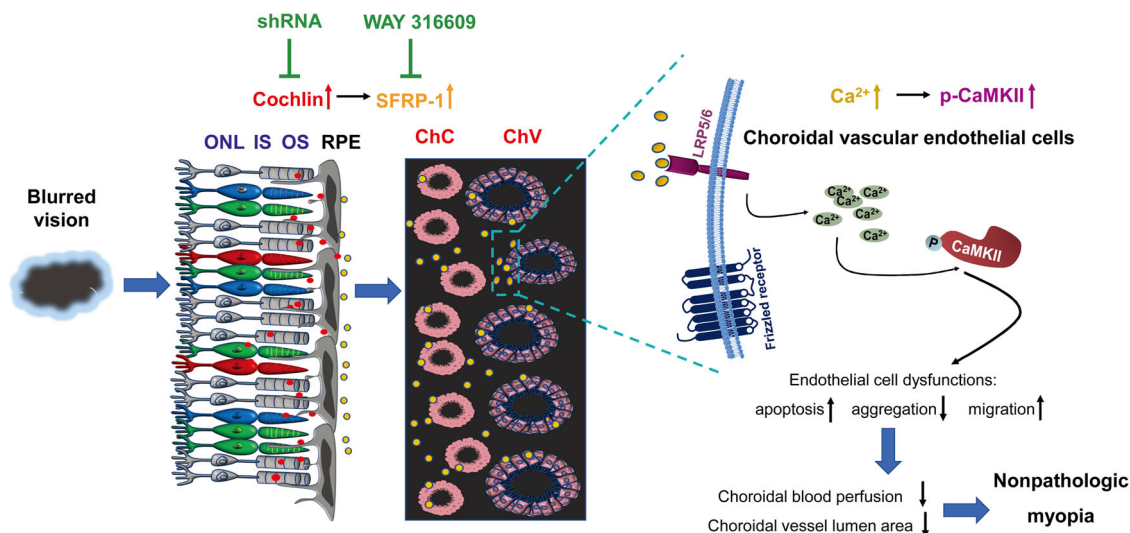 shRNA
WAY 316609
Cochlin
SFRP-1
ONL IS OS RPE
Blurred
vision
ChC
ChV
LRP5/6
Frizzled receptor
Ca²⁺
p-CaMKII
Choroidal vascular endothelial cells
Ca²⁺
Ca²⁺
Ca²⁺
Ca²⁺
Ca²⁺
Ca²⁺
P
CaMKII
Endothelial cell dysfunctions:
apoptosis aggregation migration
Choroidal blood perfusion
Choroidal vessel lumen area
Nonpathologic
myopia